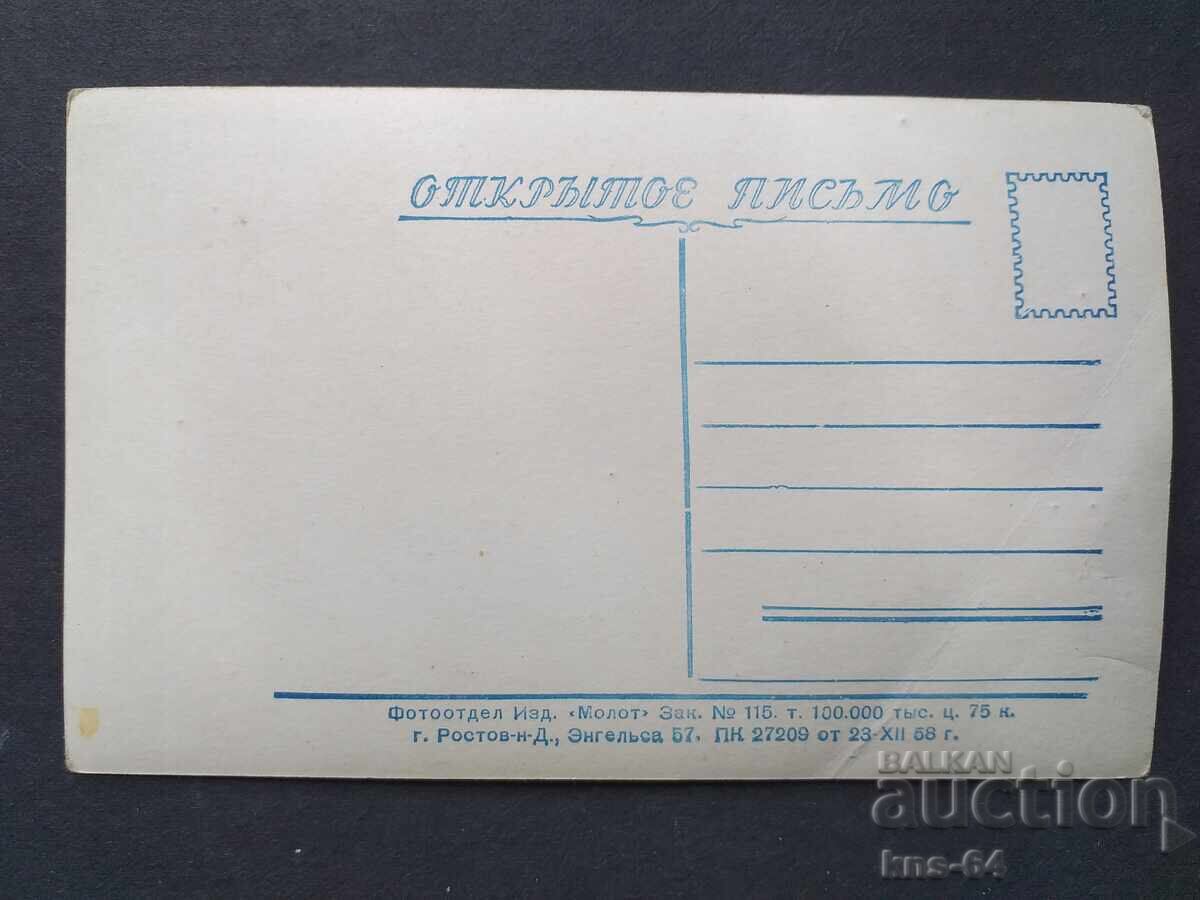 ОТКРЫТОЕ ПИСЬМО
Фотоотдел Изд. «Молот» Зак. № 115. т. 100.000 тыс. ц. 75 к.
г. Ростов-н-Д., Энгельса 57. ПК 27209 от 23-XII 58 г.
BALKAN
auction
kns-64